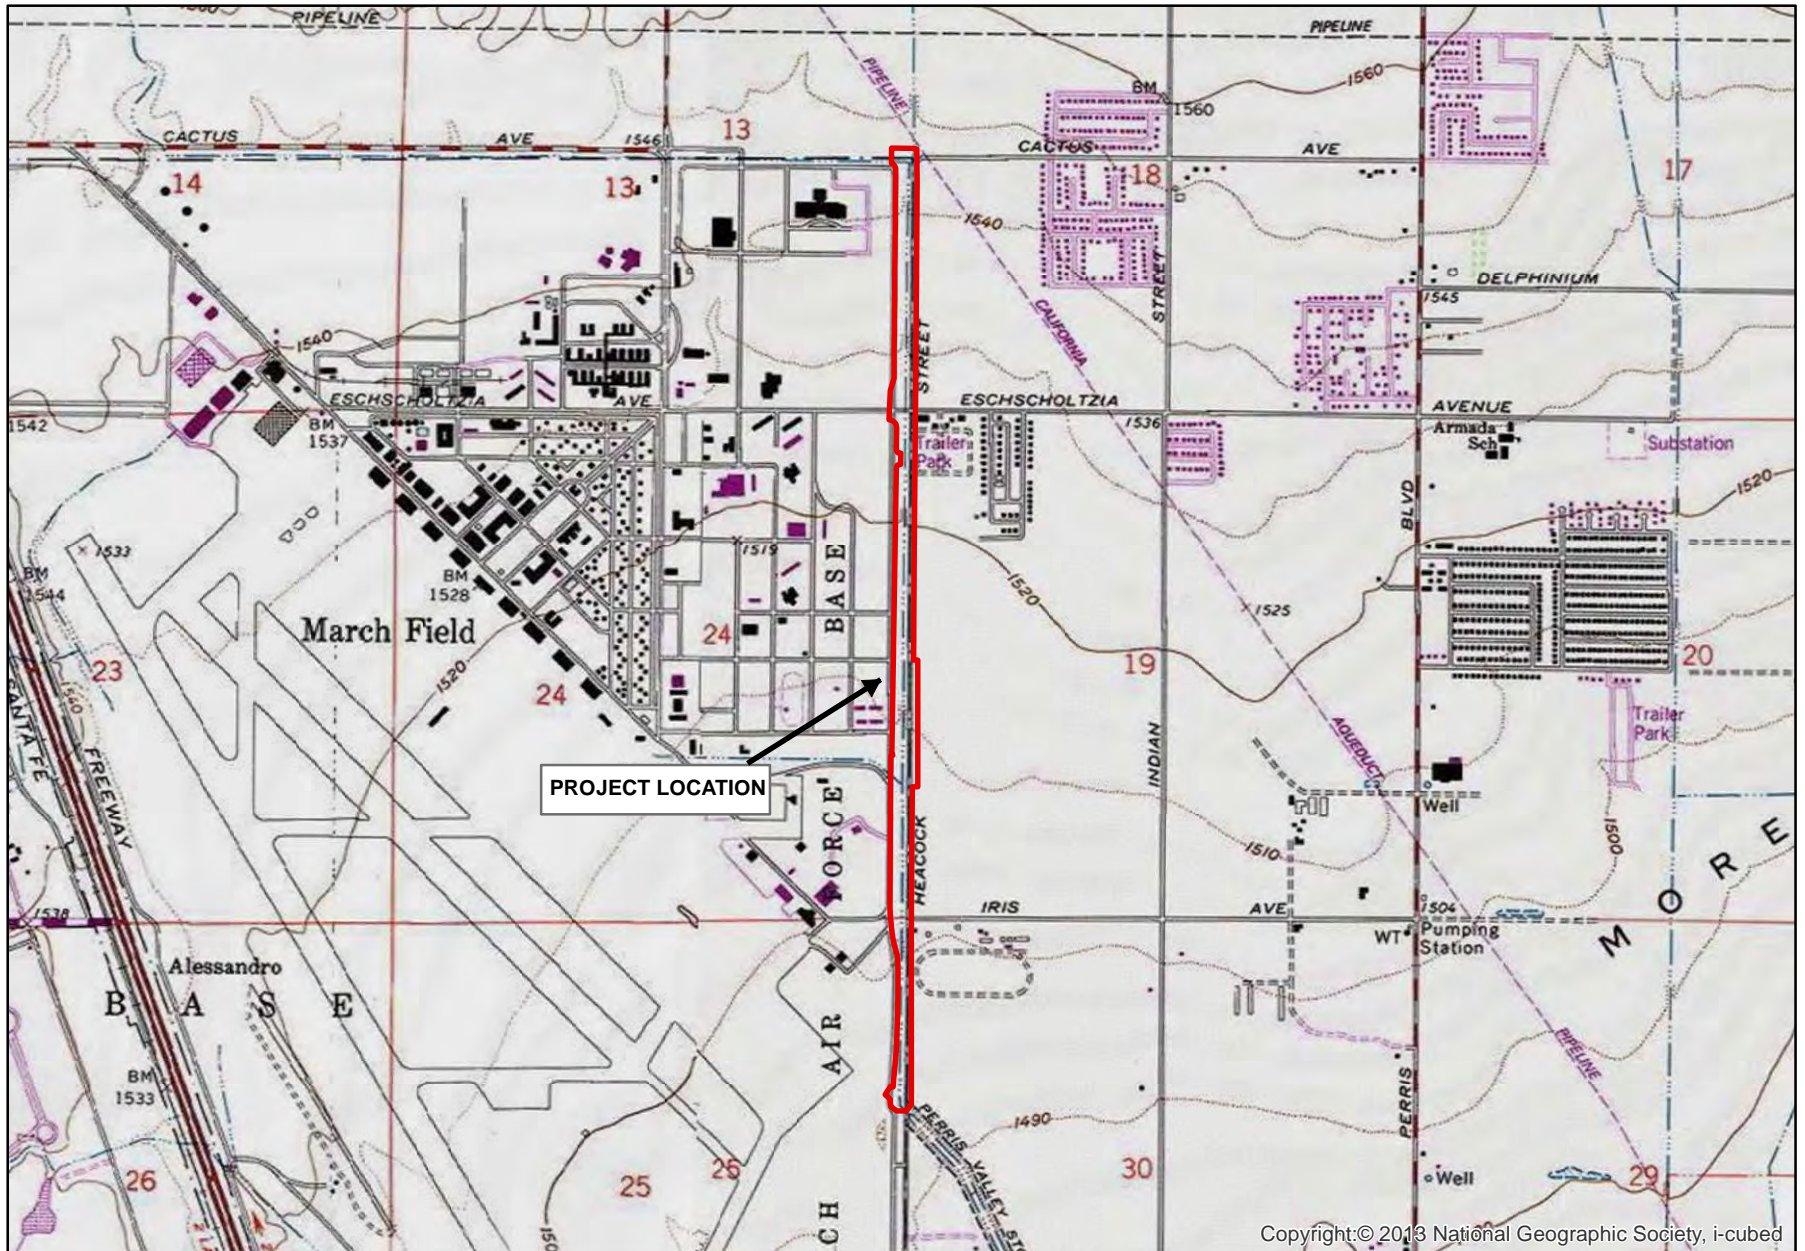 PIPELINE
PIPELINE
PIPELINE
1560
BM
1560
CACTUS AVE
1546
13
CACTUS AVE
14
13
18
17
1540
STREET
DELPHINIUM
1545
CALIFORNIA
1540
STREET
ESCHSCHOLTZIA AVE
ESCHSCHOLTZIA
AVENUE
1542
BM
1537
1536
Armada
Sch
Trailer
Park
Substation
1520
BLVD
1533
1519
BM
1544
BM
1528
BASE
1520
1525
March Field
24
23
19
20
1520
24
1540
SANTA FE
FREEWAY
Trailer
Park
INDIAN
AQUEDUCT
PROJECT LOCATION
FORCE
Well
HEACOCK
1510
1500
MORE
1538
IRIS AVE
1504
WT
Pumping
Station
Alessandro
BASE
AIR
PIPELINE
BM
1533
PERRIS
PERRIS VALLEY
1490
26
25
25
30
29
Well
Copyright:© 2013 National Geographic Society, i-cubed